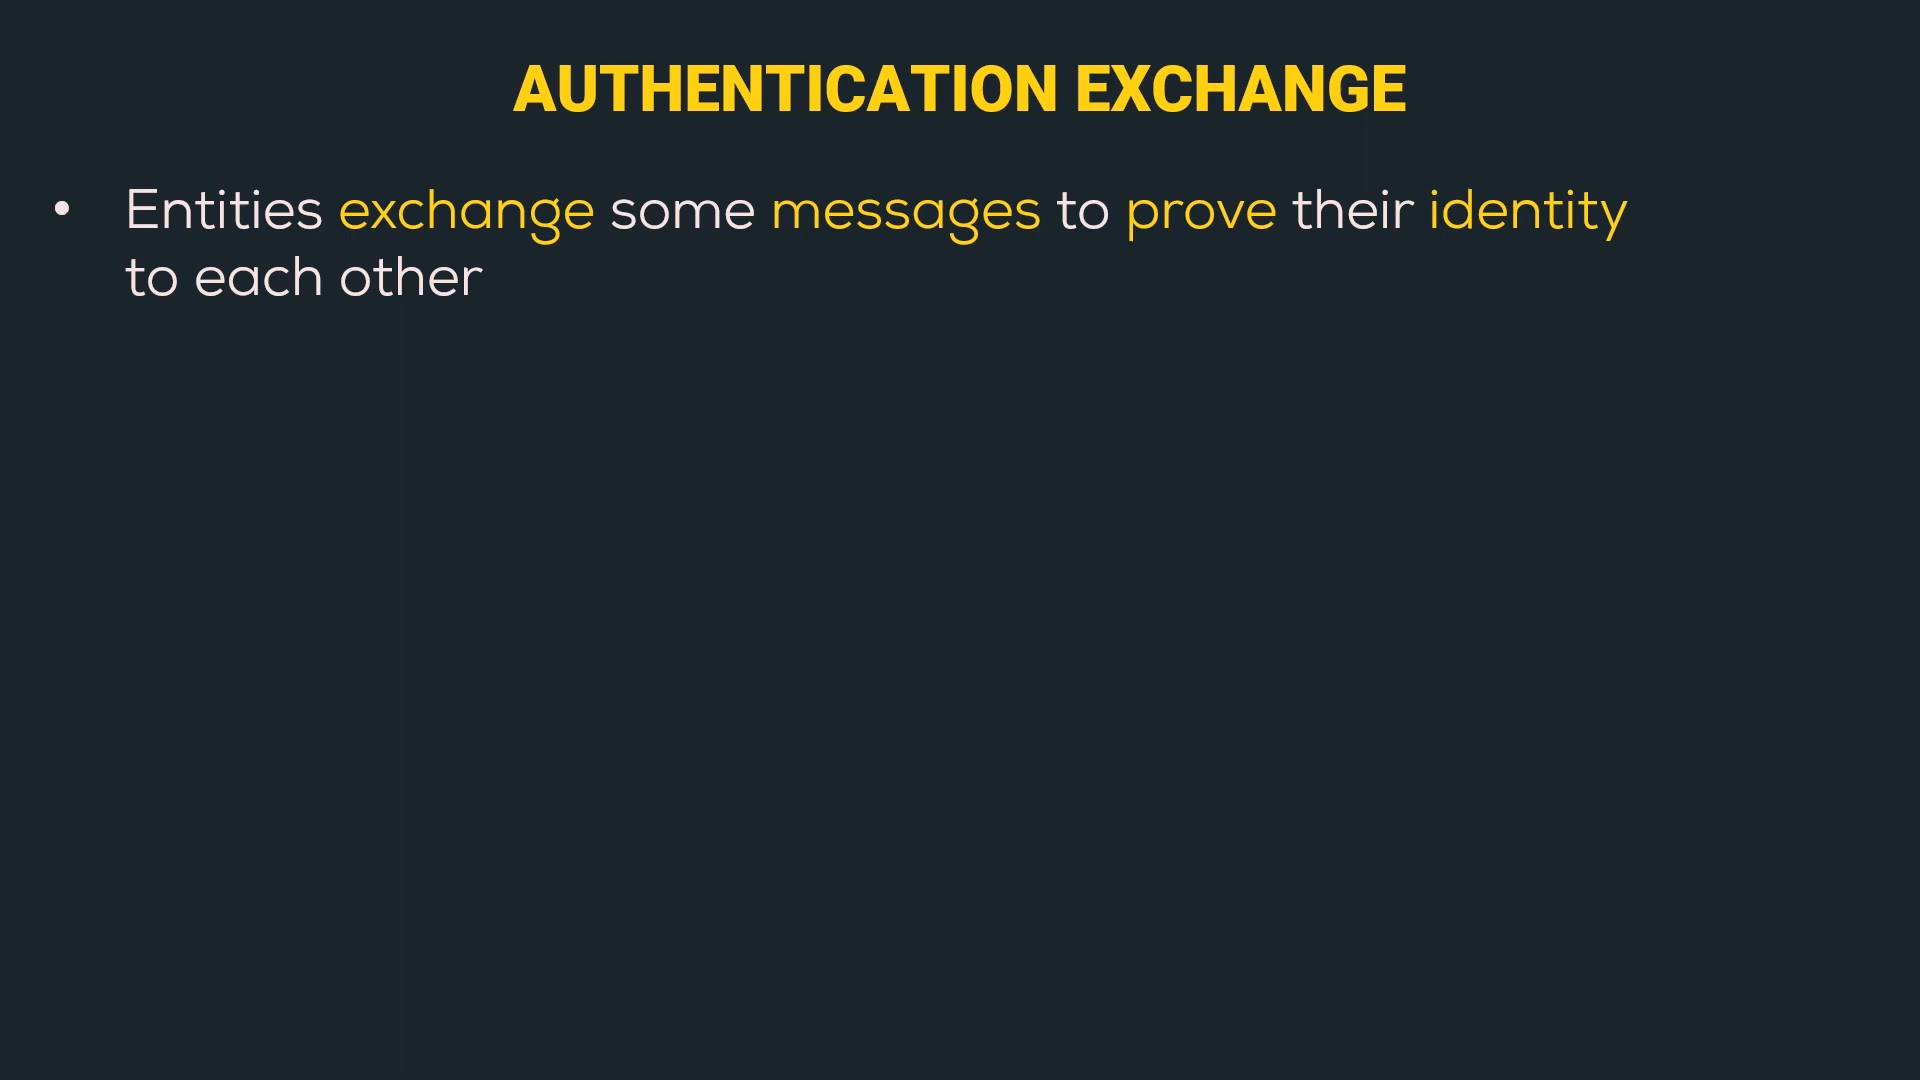 AUTHENTICATION EXCHANGE
• Entities exchange some messages to prove their identity
to each other